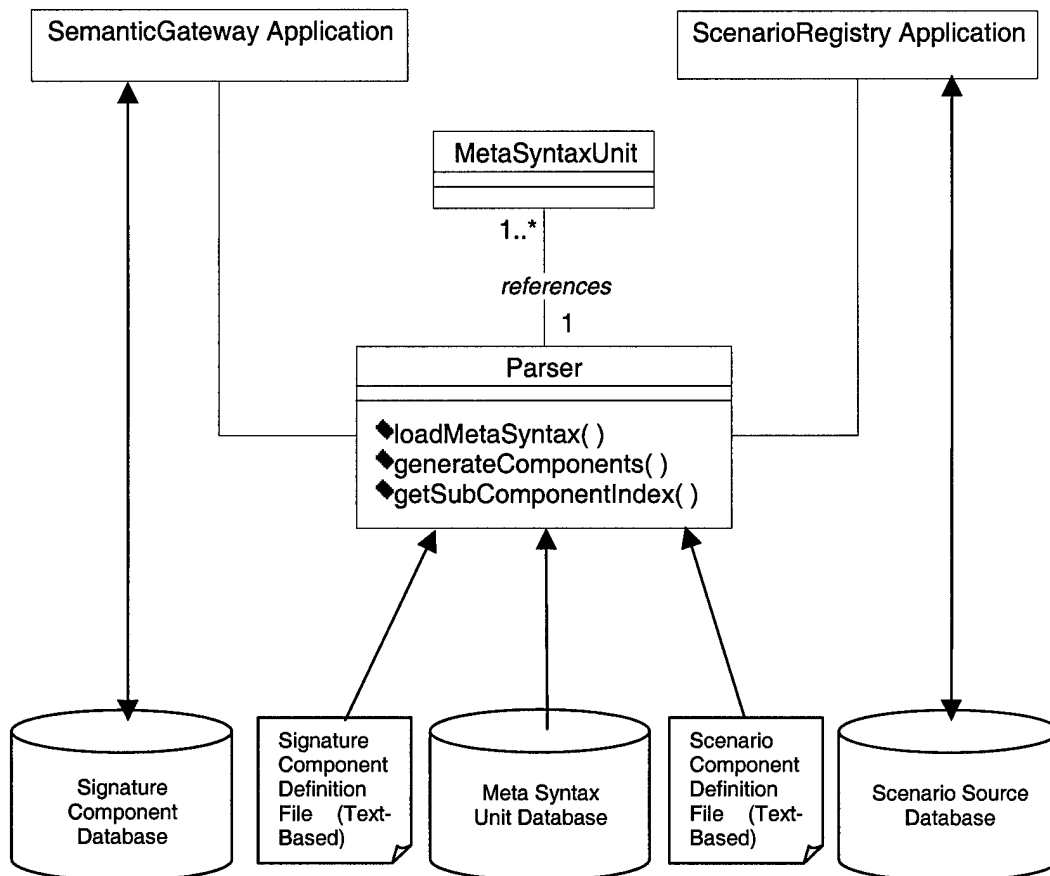 SemanticGateway Application
ScenarioRegistry Application
MetaSyntaxUnit
1..*
references
1
Parser
loadMetaSyntax( )
generateComponents( )
getSubComponentIndex( )
Signature
Component
Database
Signature
Component
Definition
File (Text-
Based)
Meta Syntax
Unit Database
Scenario
Component
Definition
File (Text-
Based)
Scenario Source
Database